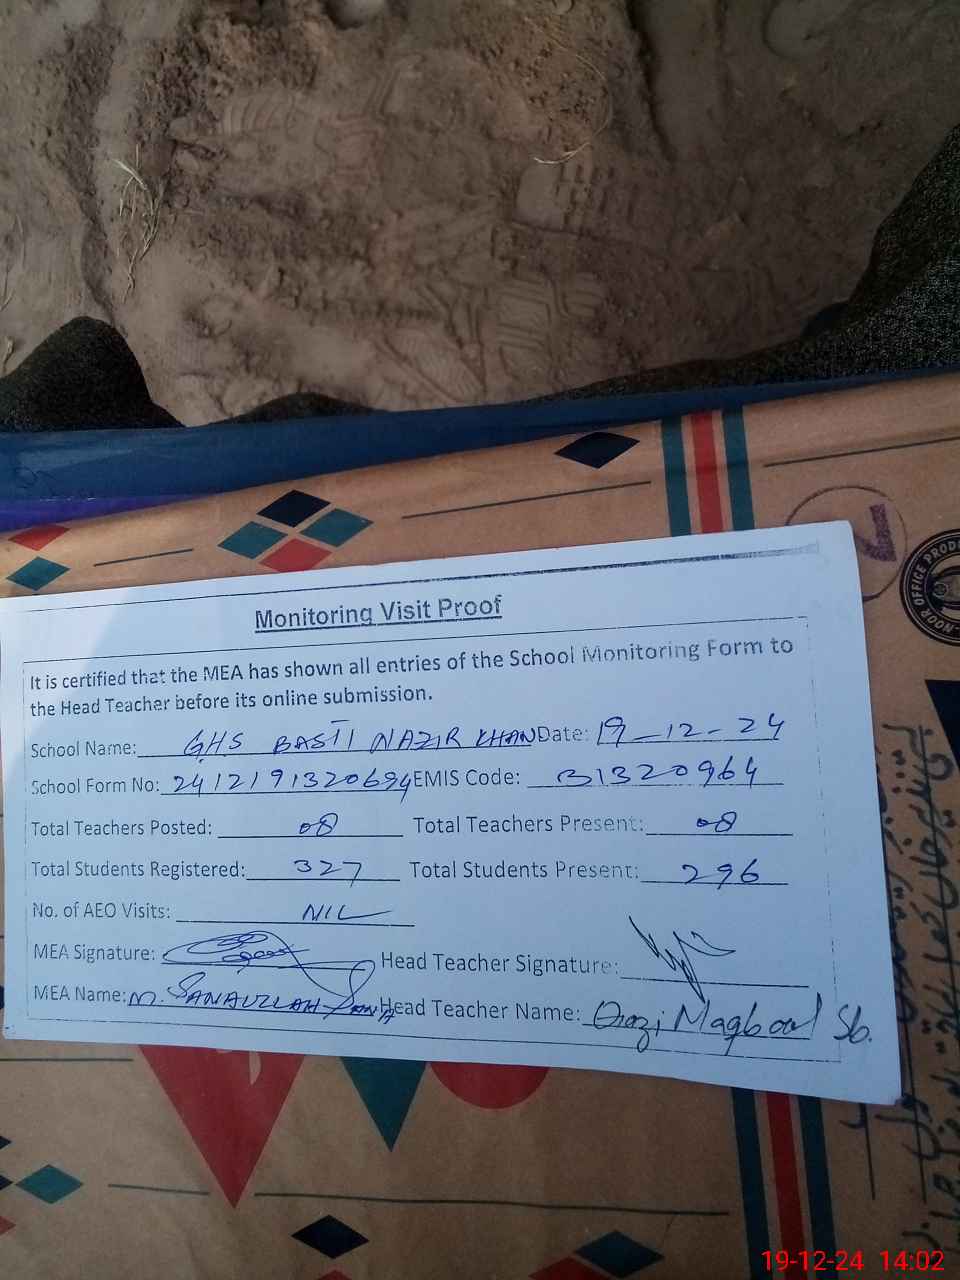 NOOR OFFICE PROD
Monitoring Visit Proof
It is certified that the MEA has shown all entries of the School Monitoring Form to
the Head Teacher before its online submission.
School Name: GHS BASTI NAZIR KHAN Date: 19-12-24
School Form No: 2412191320694 EMIS Code: 31320964
Total Teachers Posted: 08 Total Teachers Present: 08
Total Students Registered: 327 Total Students Present: 296
No. of AEO Visits: NIL
MEA Signature: Head Teacher Signature:
MEA Name: M. SANAULLAH Head Teacher Name: Qazi Maqbool Sb.
19-12-24 14:02